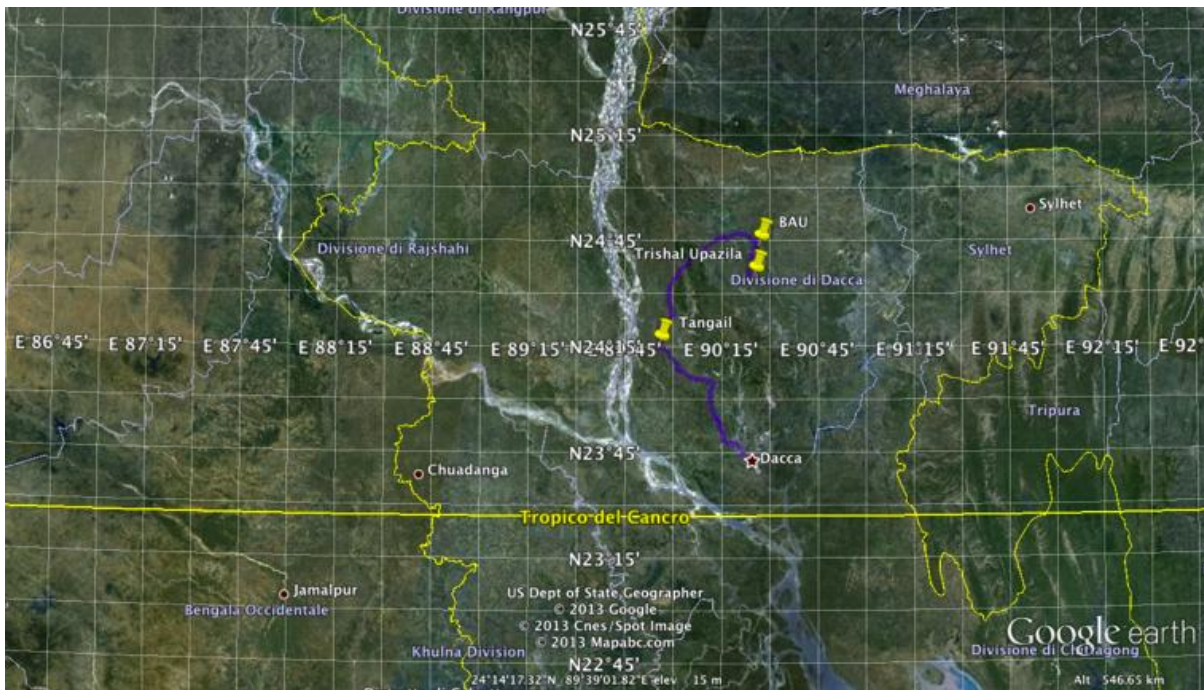 Divisione di Rangpur
N25°45'
Meghalaya
N25°15'
Sylhet
BAU
N24°45'
Trishal Upazila
Divisione di Rajshahi
Sylhet
Divisione di Dacca
Tangail
E 86°45' E 87°15' E 87°45' E 88°15' E 88°45' E 89°15' N24°15' 45' E 90°15' E 90°45' E 91°15' E 91°45' E 92°15' E 92°
Tripura
N23°45'
Dacca
Chuadanga
Tropico del Cancro
N23°15'
Jamalpur
US Dept of State Geographer
© 2013 Google
© 2013 Cnes/Spot Image
© 2013 Mapabc.com
Bengala Occidentale
Google earth
Khulna Division
Divisione di Chittagong
N22°45'
24°14'17.32"N 89°39'01.82"E elev 15 m
Alt 546.65 km